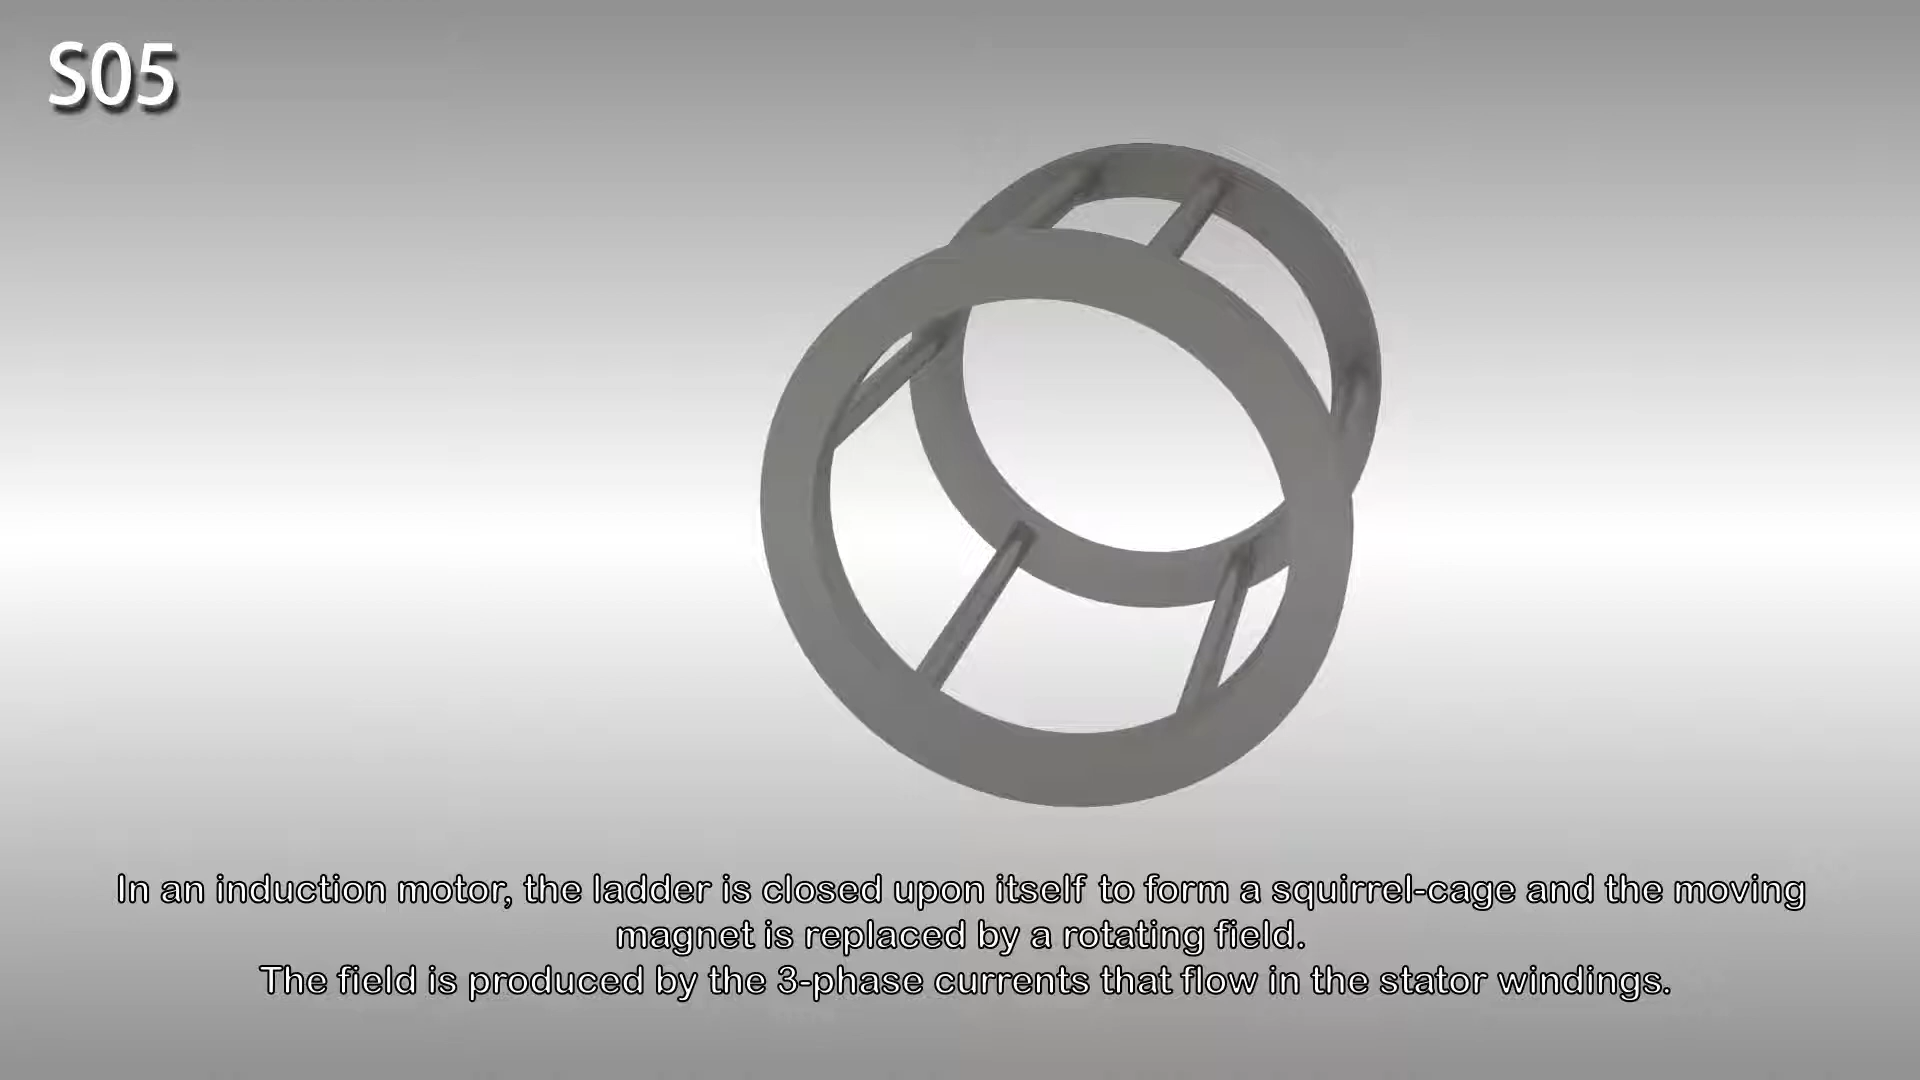 S05
In an induction motor, the ladder is closed upon itself to form a squirrel-cage and the moving
magnet is replaced by a rotating field.
The field is produced by the 3-phase currents that flow in the stator windings.